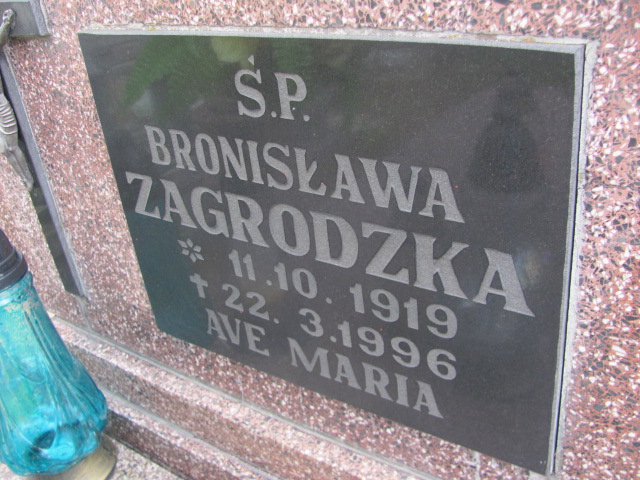 Ś.P.
BRONISŁAWA
ZAGRODZKA
* 11.10.1919
✝ 22.3.1996
AVE MARIA